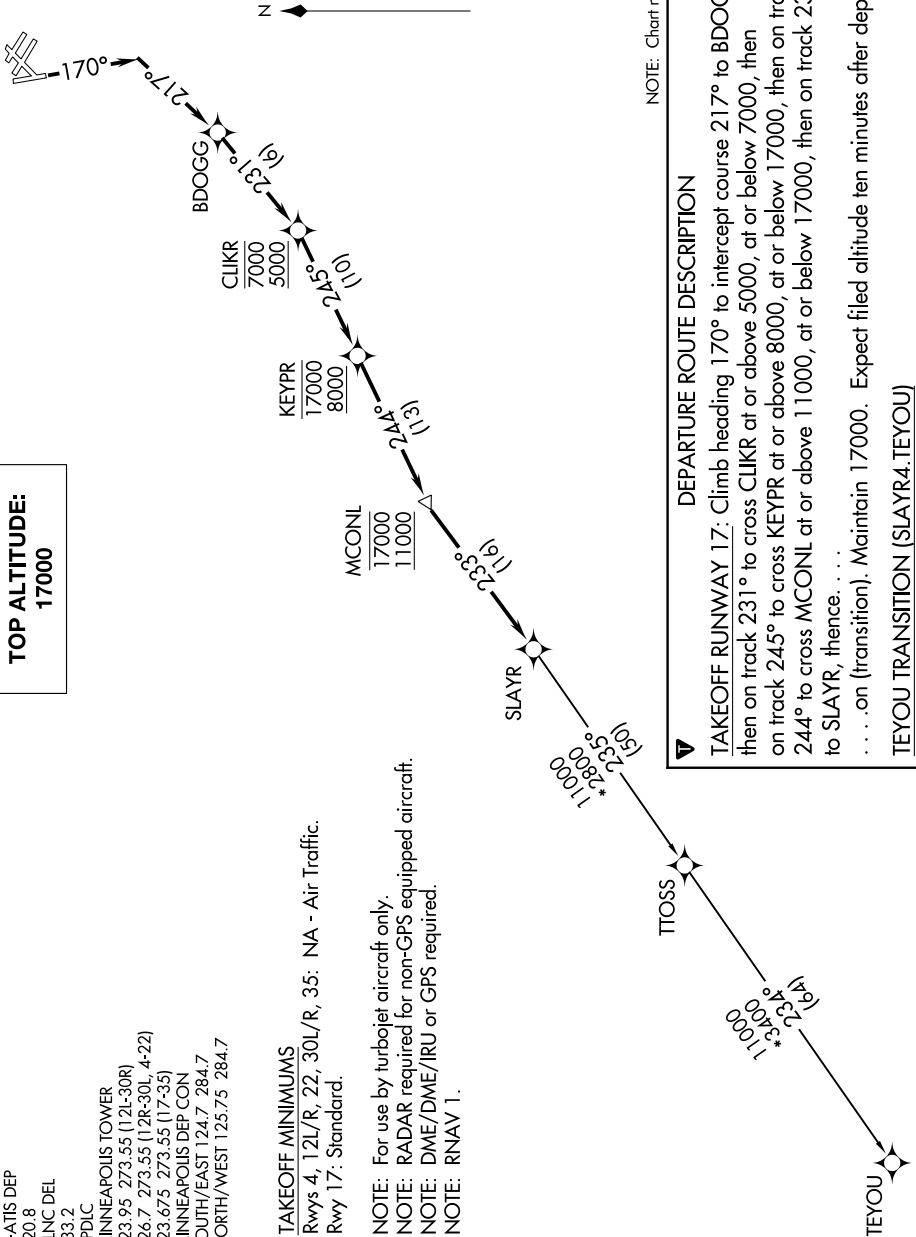 -ATIS DEP
20.8
LNC DEL
33.2
PDLC
INNEAPOLIS TOWER
23.95 273.55 (12L-30R)
26.7 273.55 (12R-30L, 4-22)
23.675 273.55 (17-35)
INNEAPOLIS DEP CON
OUTH/EAST 124.7 284.7
ORTH/WEST 125.75 284.7
TOP ALTITUDE:
17000
N
170°
217°
BDOGG
231°
(6)
CLIKR
7000
5000
245°
(10)
KEYPR
17000
8000
244°
(13)
MCONL
17000
11000
233°
(16)
SLAYR
11000
*2800
235°
(50)
TTOSS
11000
*3400
234°
(64)
TEYOU
TAKEOFF MINIMUMS
Rwys 4, 12L/R, 22, 30L/R, 35: NA - Air Traffic.
Rwy 17: Standard.
NOTE: For use by turbojet aircraft only.
NOTE: RADAR required for non-GPS equipped aircraft.
NOTE: DME/DME/IRU or GPS required.
NOTE: RNAV 1.
NOTE: Chart n
T
DEPARTURE ROUTE DESCRIPTION
TAKEOFF RUNWAY 17: Climb heading 170° to intercept course 217° to BDOG
then on track 231° to cross CLIKR at or above 5000, at or below 7000, then
on track 245° to cross KEYPR at or above 8000, at or below 17000, then on tra
244° to cross MCONL at or above 11000, at or below 17000, then on track 23
to SLAYR, thence. . . .
. . . .on (transition). Maintain 17000. Expect filed altitude ten minutes after dep
TEYOU TRANSITION (SLAYR4.TEYOU)